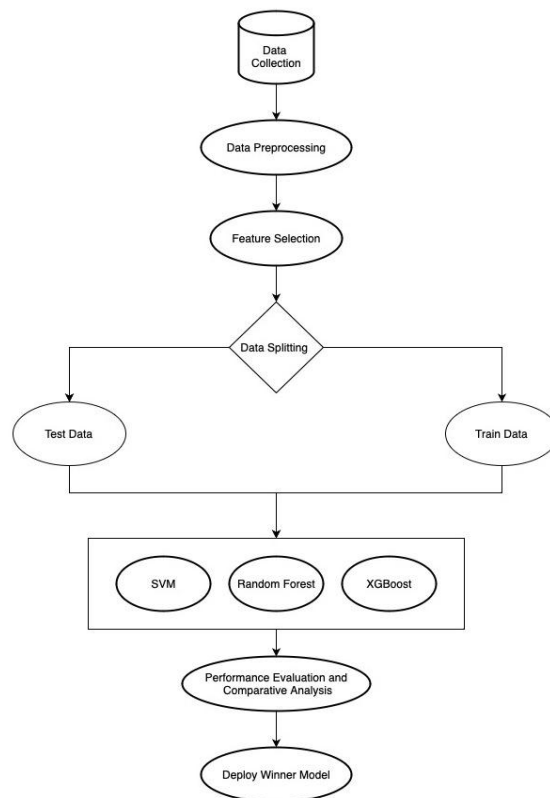 Data
Collection
Data Preprocessing
Feature Selection
Data Splitting
Test Data
Train Data
SVM
Random Forest
XGBoost
Performance Evaluation and
Comparative Analysis
Deploy Winner Model